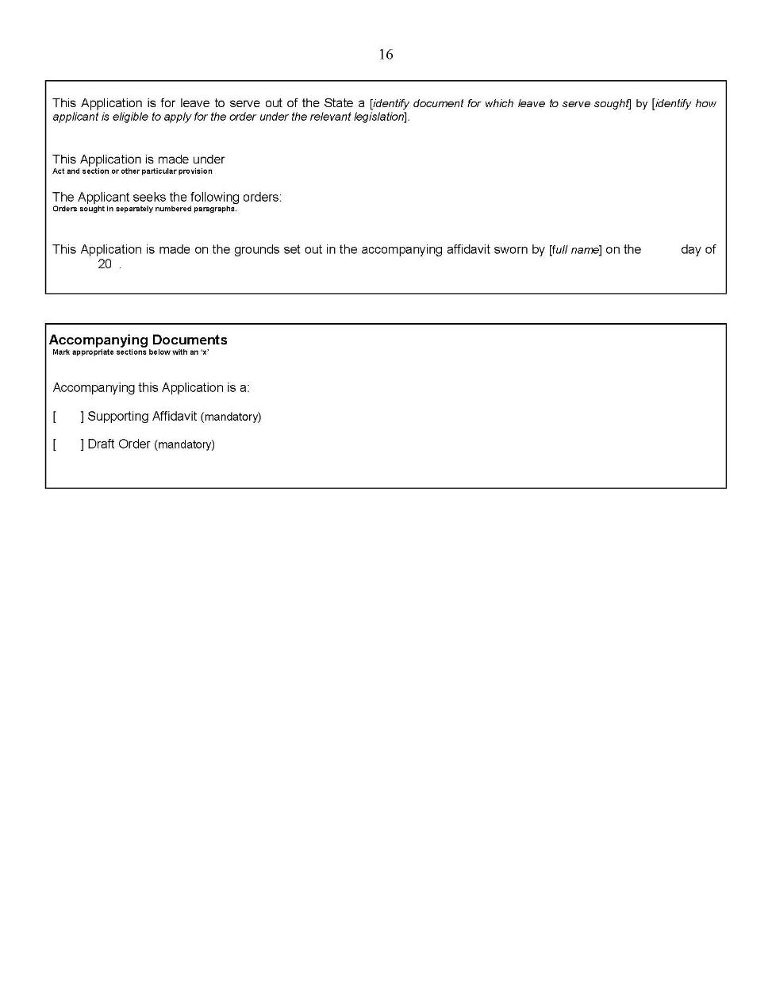 16
This Application is for leave to serve out of the State a [identify document for which leave to serve sought] by [identify how
applicant is eligible to apply for the order under the relevant legislation].
This Application is made under
Act and section or other particular provision
The Applicant seeks the following orders:
Orders sought in separately numbered paragraphs.
This Application is made on the grounds set out in the accompanying affidavit sworn by [full name] on the day of
20 .
Accompanying Documents
Mark appropriate sections below with an ‘x’
Accompanying this Application is a:
[ ] Supporting Affidavit (mandatory)
[ ] Draft Order (mandatory)